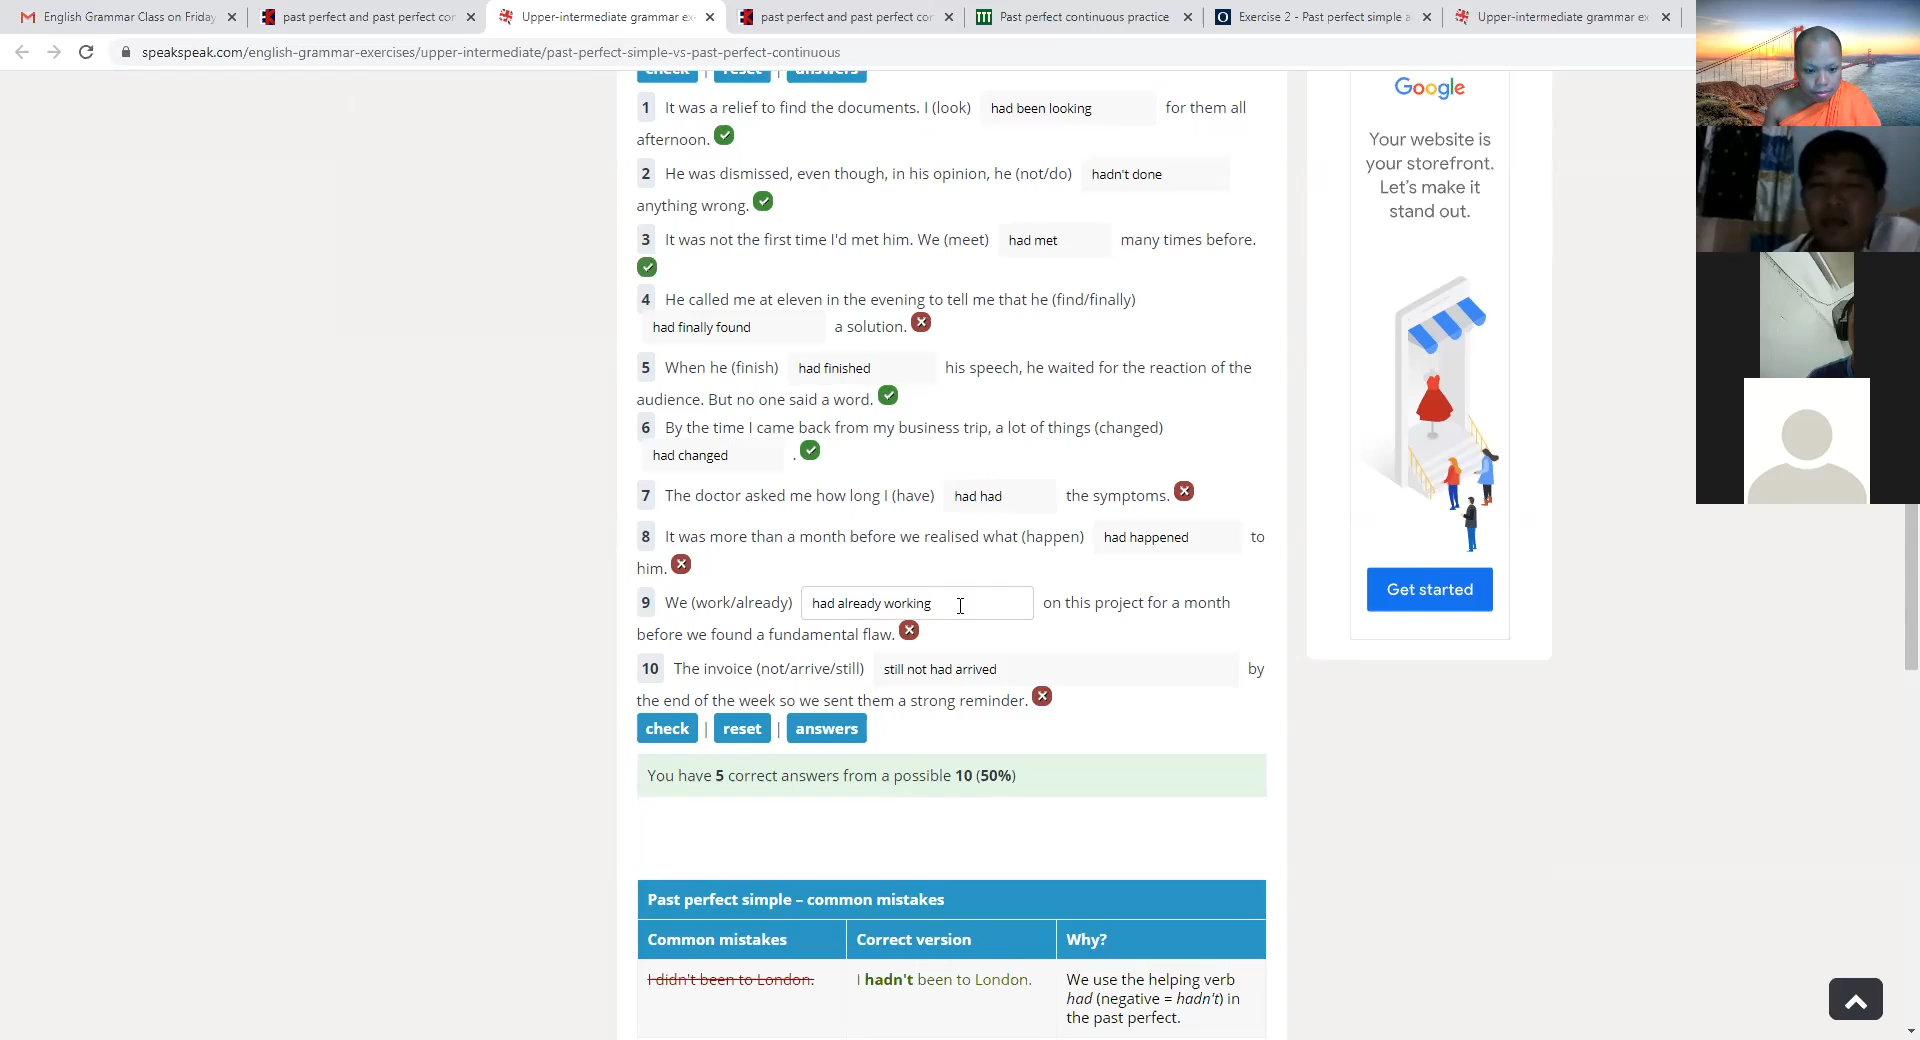 English Grammar Class on Friday
past perfect and past perfect cor
Upper-intermediate grammar ex
past perfect and past perfect cor
Past perfect continuous practice
Exercise 2 - Past perfect simple a
Upper-intermediate grammar ex
speakspeak.com/english-grammar-exercises/upper-intermediate/past-perfect-simple-vs-past-perfect-continuous
check | reset | answers
1 It was a relief to find the documents. I (look) had been looking for them all
afternoon.
2 He was dismissed, even though, in his opinion, he (not/do) hadn't done
anything wrong.
3 It was not the first time I'd met him. We (meet) had met many times before.
4 He called me at eleven in the evening to tell me that he (find/finally)
had finally found a solution.
5 When he (finish) had finished his speech, he waited for the reaction of the
audience. But no one said a word.
6 By the time I came back from my business trip, a lot of things (changed)
had changed .
7 The doctor asked me how long I (have) had had the symptoms.
8 It was more than a month before we realised what (happen) had happened to
him.
9 We (work/already) had already working on this project for a month
before we found a fundamental flaw.
10 The invoice (not/arrive/still) still not had arrived by
the end of the week so we sent them a strong reminder.
check | reset | answers
You have 5 correct answers from a possible 10 (50%)
Past perfect simple – common mistakes
Common mistakes Correct version Why?
I didn't been to London. I hadn't been to London. We use the helping verb
had (negative = hadn't) in
the past perfect.
Google
Your website is
your storefront.
Let's make it
stand out.
Get started